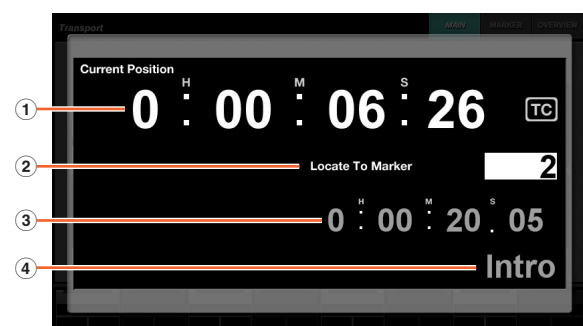 Transport MAIN MARKER OVERVIEW
Current Position
H M S
1 0 : 00 : 06 : 26 TC
2 Locate To Marker 2
H M S
3 0 : 00 : 20 . 05
4 Intro